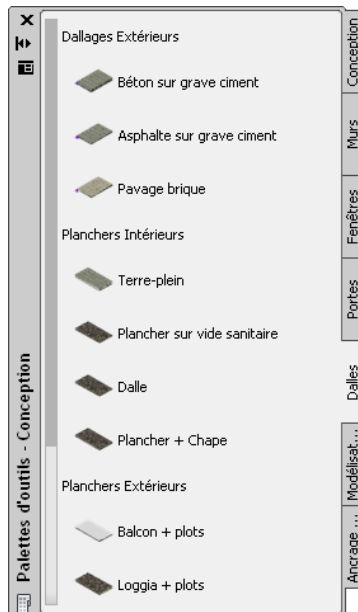 Dallages Extérieurs
Béton sur grave ciment
Asphalte sur grave ciment
Pavage brique
Planchers Intérieurs
Terre-plein
Plancher sur vide sanitaire
Dalle
Plancher + Chape
Planchers Extérieurs
Balcon + plots
Loggia + plots
Palettes d'outils - Conception
Conception
Murs
Fenêtres
Portes
Dalles
Modélisat...
Ancrage ...